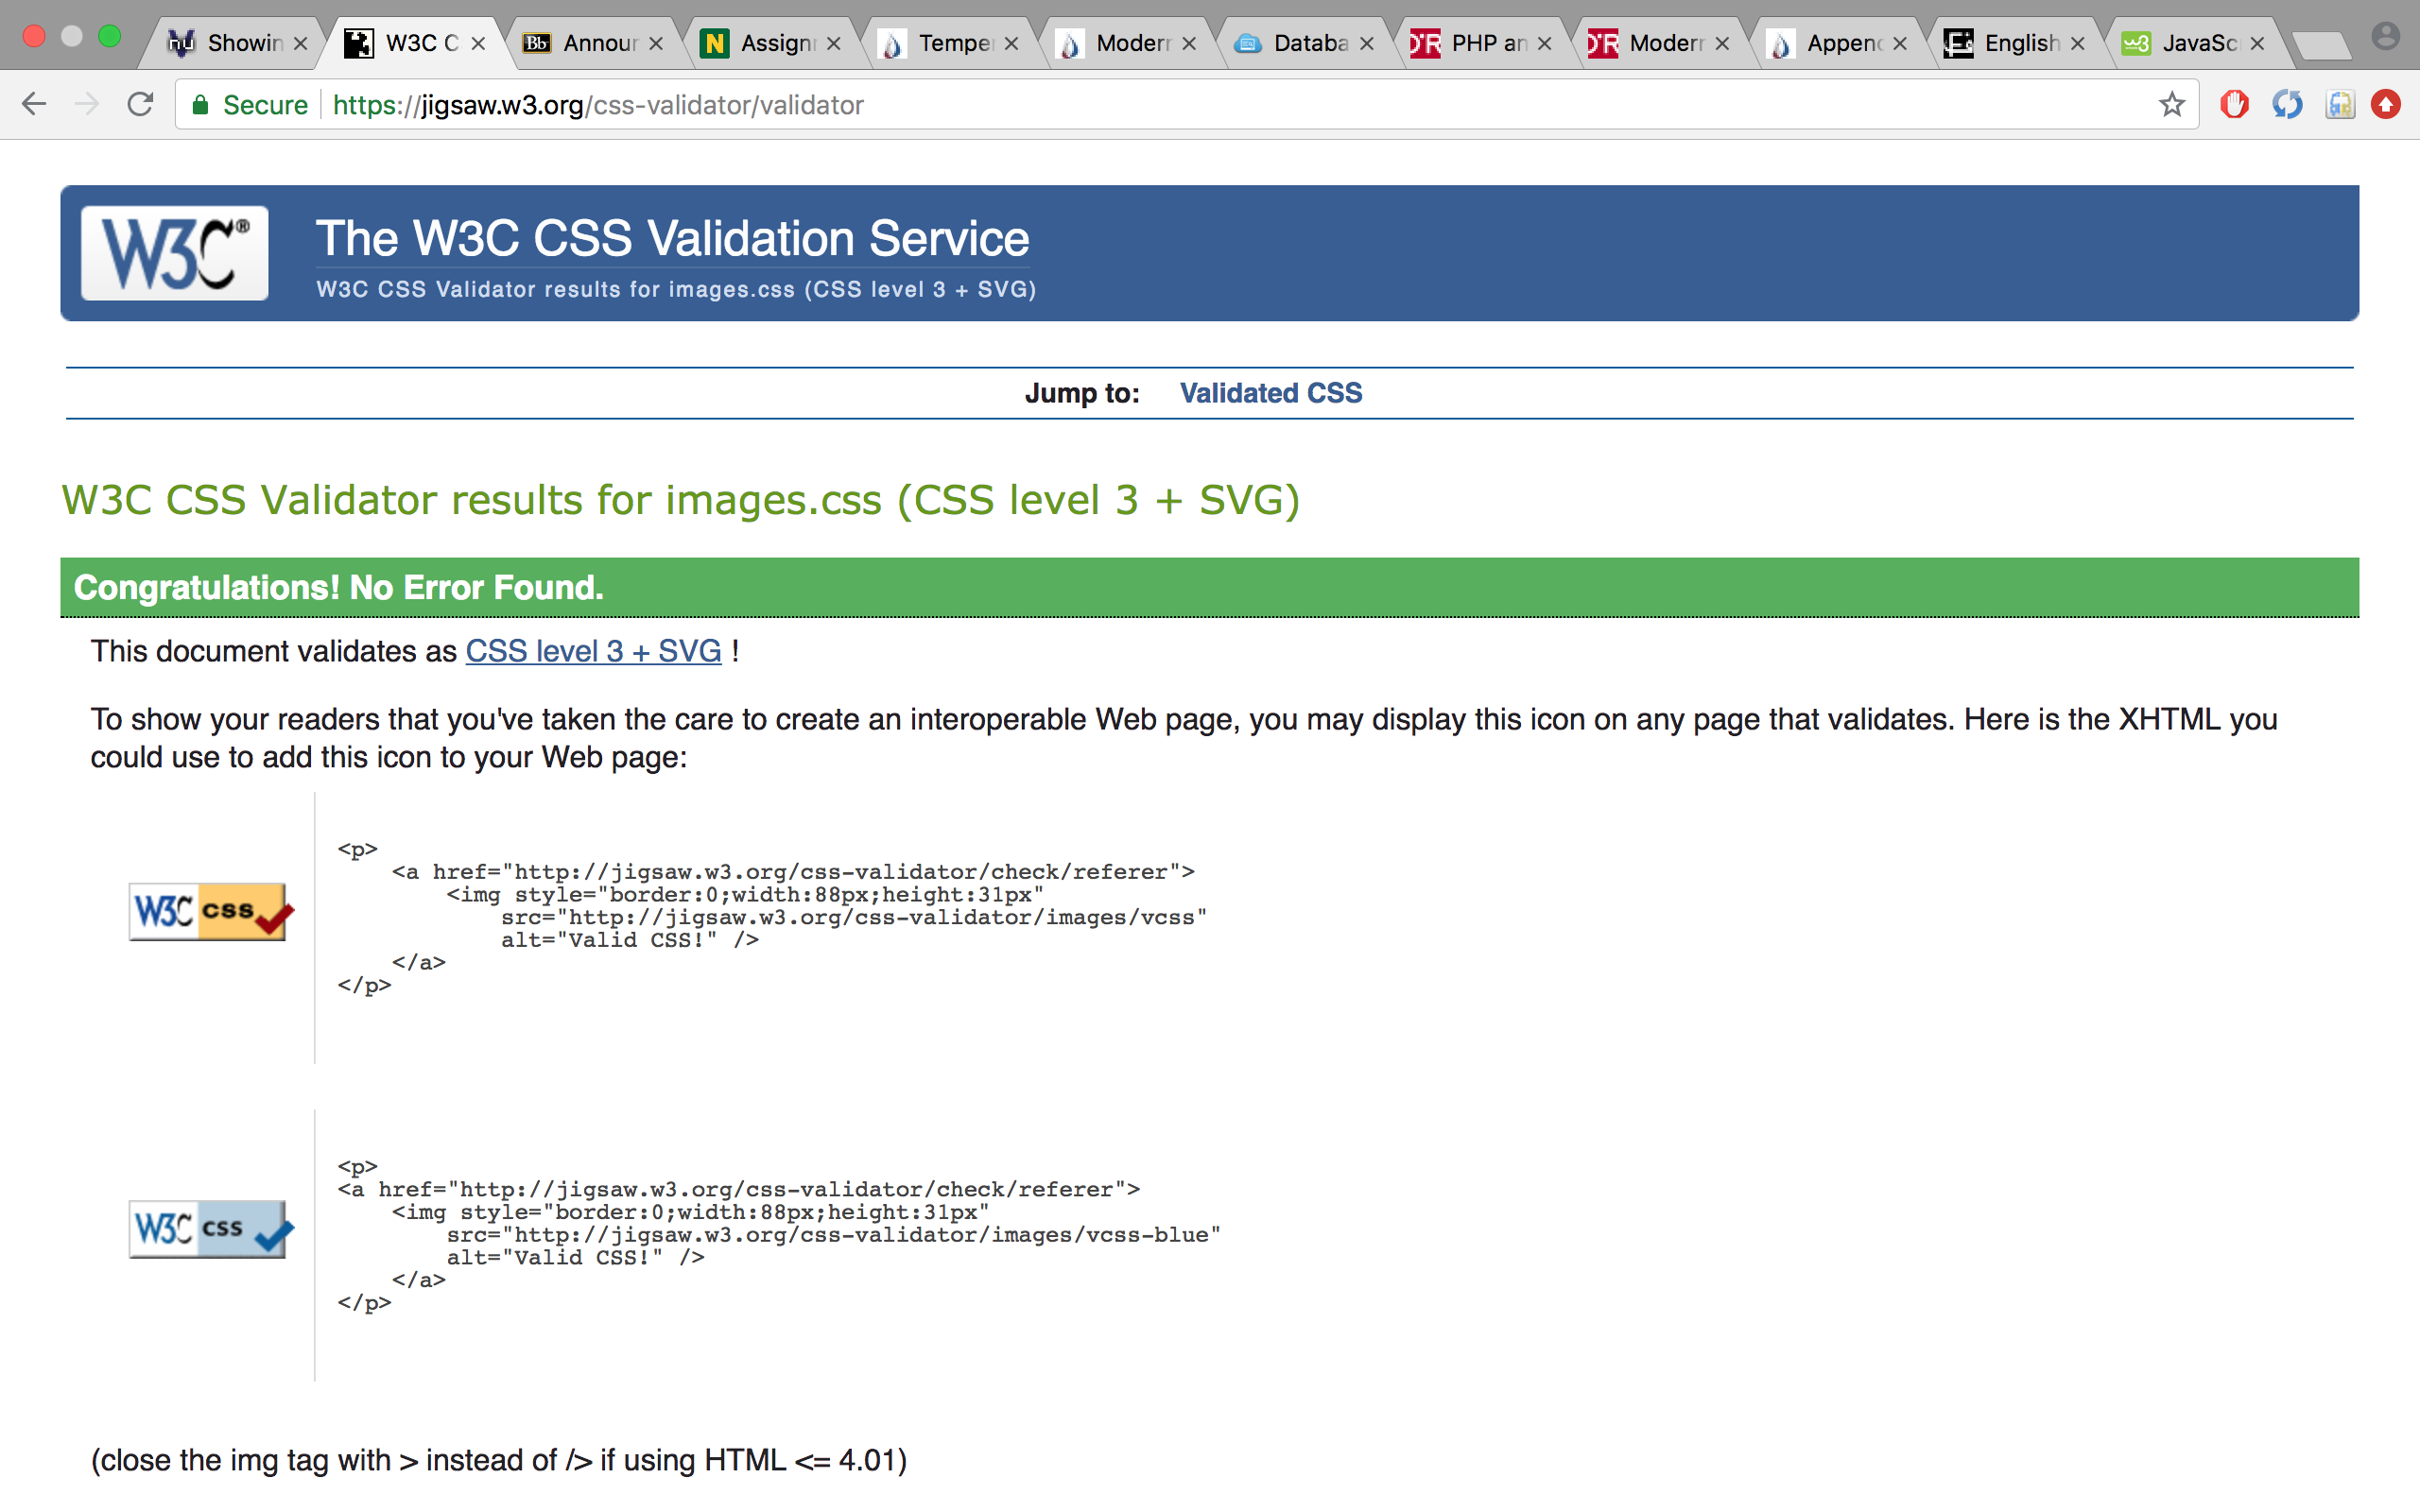 Showin W3C C Announ Assign Tempe Modern Databa PHP an Modern Append English JavaSc
Secure https://jigsaw.w3.org/css-validator/validator
W3C® The W3C CSS Validation Service
W3C CSS Validator results for images.css (CSS level 3 + SVG)
Jump to: Validated CSS
W3C CSS Validator results for images.css (CSS level 3 + SVG)
Congratulations! No Error Found.
This document validates as CSS level 3 + SVG !
To show your readers that you've taken the care to create an interoperable Web page, you may display this icon on any page that validates. Here is the XHTML you
could use to add this icon to your Web page:
<p>
<a href="http://jigsaw.w3.org/css-validator/check/referer">
<img style="border:0;width:88px;height:31px"
W3C css
src="http://jigsaw.w3.org/css-validator/images/vcss"
alt="Valid CSS!" />
</a>
</p>
<p>
<a href="http://jigsaw.w3.org/css-validator/check/referer">
<img style="border:0;width:88px;height:31px"
W3C css
src="http://jigsaw.w3.org/css-validator/images/vcss-blue"
alt="Valid CSS!" />
</a>
</p>
(close the img tag with > instead of /> if using HTML <= 4.01)